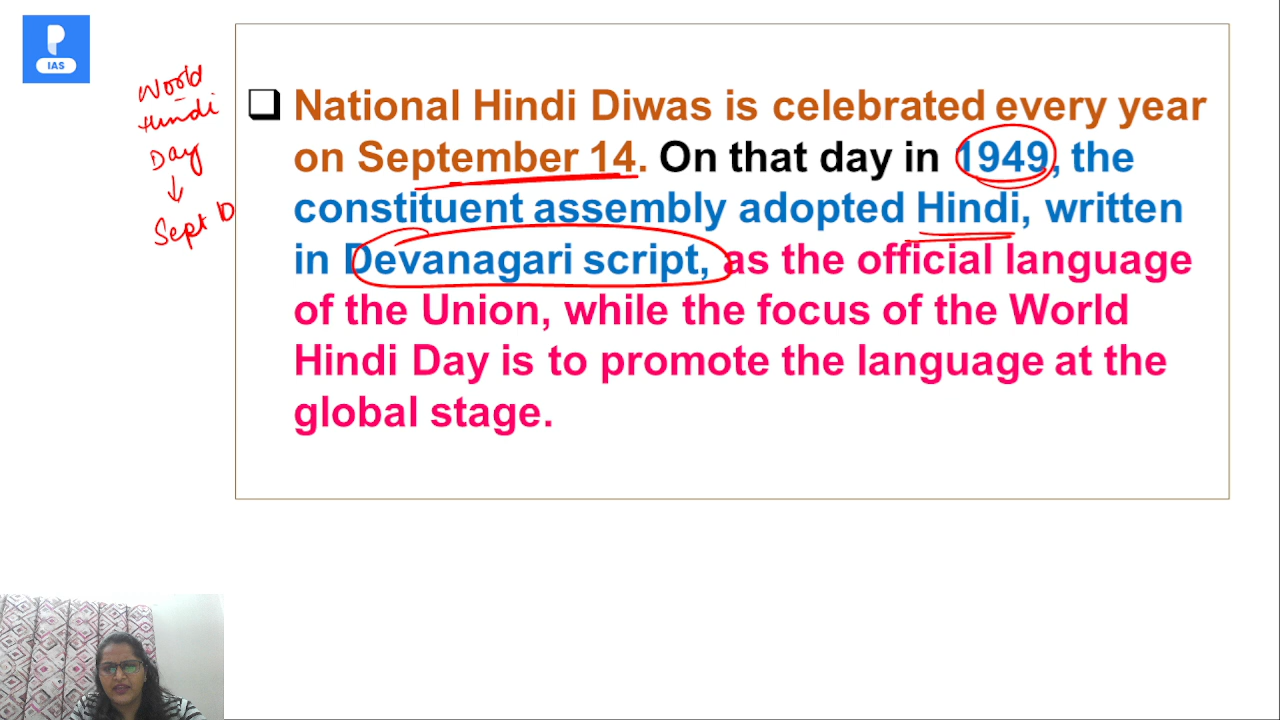 P
IAS
World
Hindi
Day
Sept 10
❑ National Hindi Diwas is celebrated every year
on September 14. On that day in 1949, the
constituent assembly adopted Hindi, written
in Devanagari script, as the official language
of the Union, while the focus of the World
Hindi Day is to promote the language at the
global stage.